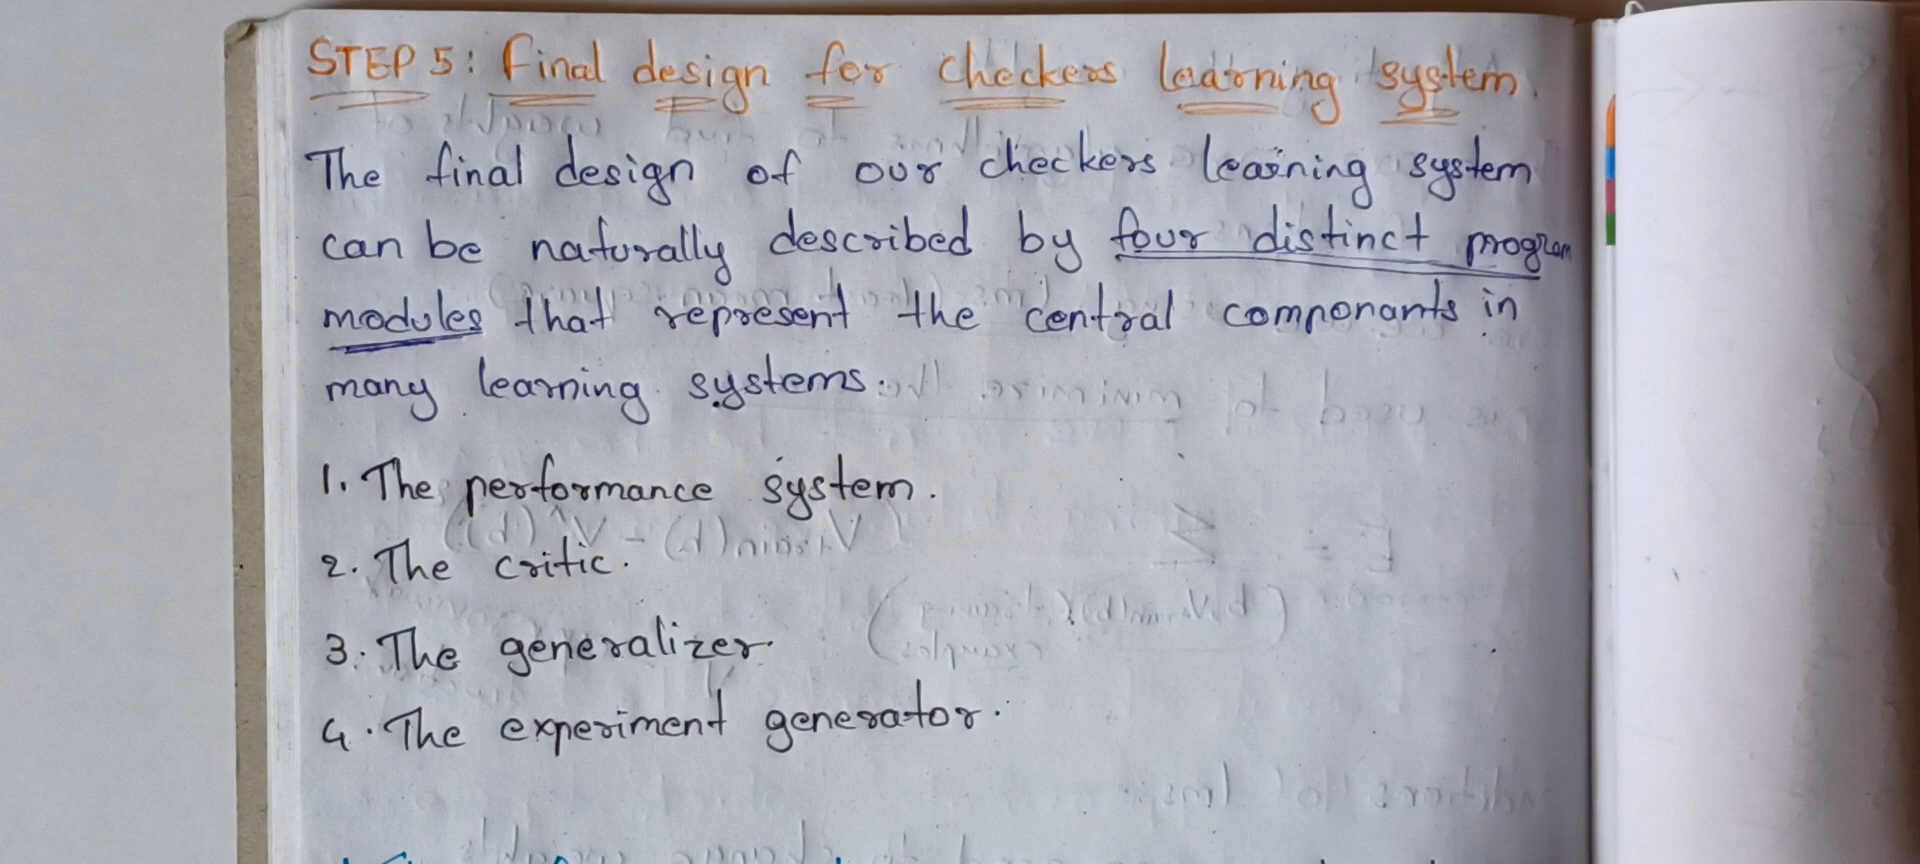 STEP 5: Final design for checkers learning system.
The final design of our checkers learning system
can be naturally described by four distinct program
modules that represent the central componants in
many learning systems.
1. The performance system.
2. The critic.
3. The generalizer.
4. The experiment generator.